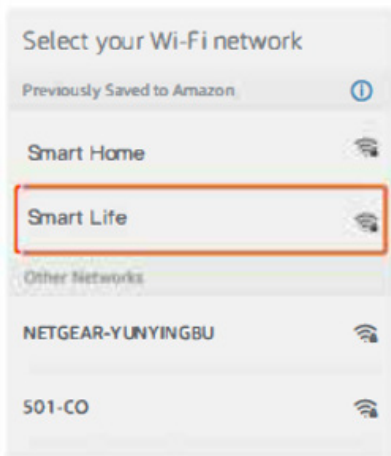 Select your Wi-Fi network
Previously Saved to Amazon
Smart Home
Smart Life
Other Networks
NETGEAR-YUNYINGBU
501-CO